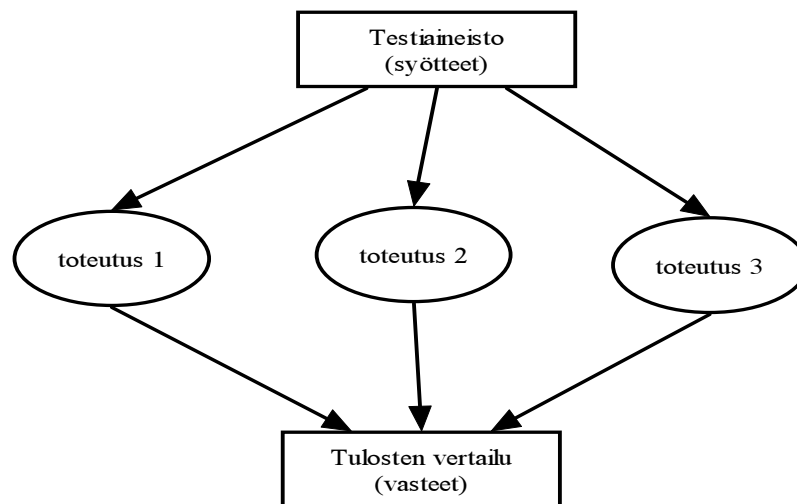 Testiaineisto
(syötteet)
toteutus 1
toteutus 2
toteutus 3
Tulosten vertailu
(vasteet)